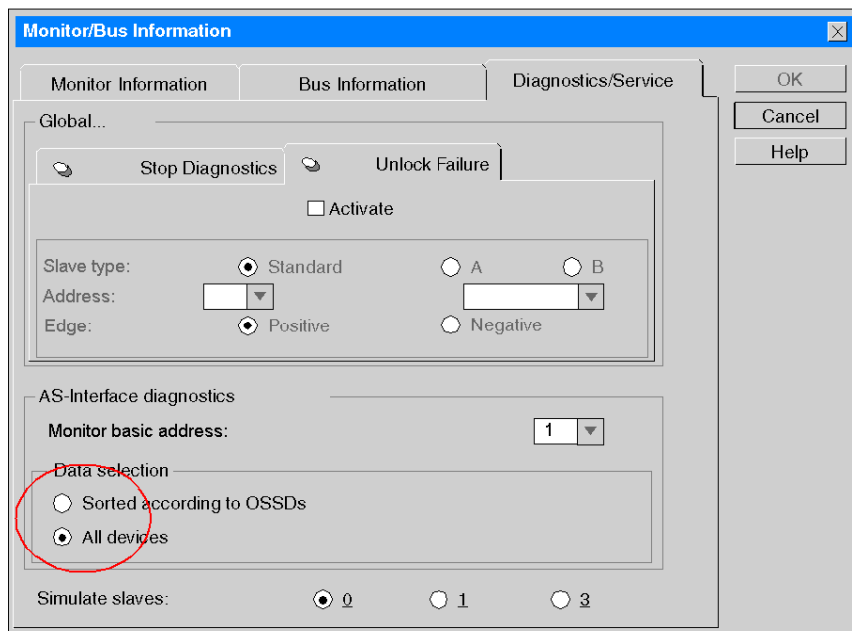 Monitor/Bus Information
Monitor Information
Bus Information
Diagnostics/Service
OK
Cancel
Help
Global...
Stop Diagnostics
Unlock Failure
Activate
Slave type:
Standard
A
B
Address:
Edge:
Positive
Negative
AS-Interface diagnostics
Monitor basic address:
1
Data selection
Sorted according to OSSDs
All devices
Simulate slaves:
0
1
3